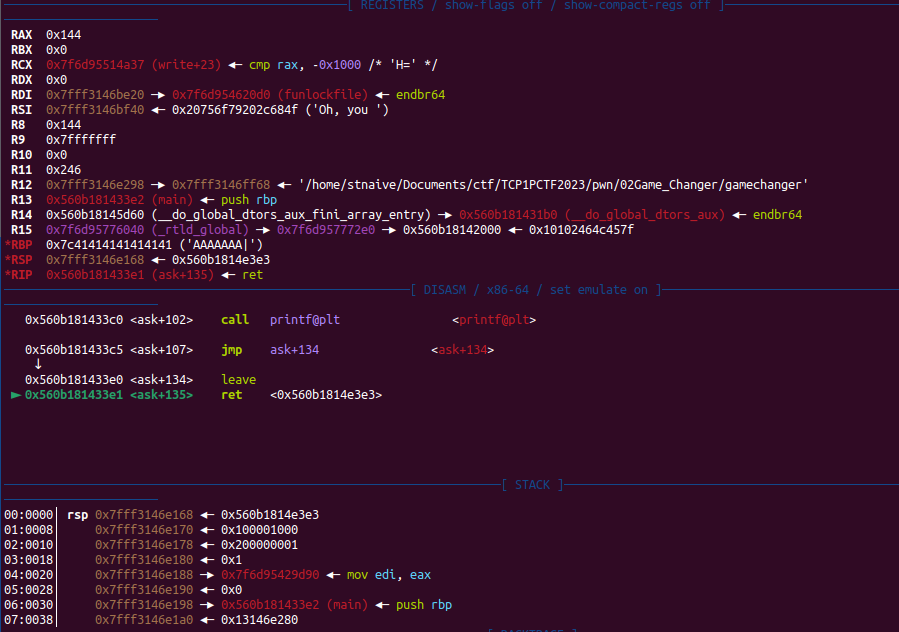 [ REGISTERS / show-flags off / show-compact-regs off ]
RAX 0x144
RBX 0x0
RCX 0x7f6d95514a37 (write+23) ◂— cmp rax, -0x1000 /* 'H=' */
RDX 0x0
RDI 0x7fff3146be20 —▸ 0x7f6d954620d0 (funlockfile) ◂— endbr64
RSI 0x7fff3146bf40 ◂— 0x20756f79202c684f ('Oh, you ')
R8 0x144
R9 0x7fffffff
R10 0x0
R11 0x246
R12 0x7fff3146e298 —▸ 0x7fff3146ff68 ◂— '/home/stnaive/Documents/ctf/TCP1PCTF2023/pwn/02Game_Changer/gamechanger'
R13 0x560b181433e2 (main) ◂— push rbp
R14 0x560b18145d60 (__do_global_dtors_aux_fini_array_entry) —▸ 0x560b181431b0 (__do_global_dtors_aux) ◂— endbr64
R15 0x7f6d95776040 (_rtld_global) —▸ 0x7f6d957772e0 —▸ 0x560b18142000 ◂— 0x10102464c457f
*RBP 0x7c41414141414141 ('AAAAAAA|')
*RSP 0x7fff3146e168 ◂— 0x560b1814e3e3
*RIP 0x560b181433e1 (ask+135) ◂— ret
[ DISASM / x86-64 / set emulate on ]
0x560b181433c0 <ask+102> call printf@plt <printf@plt>
0x560b181433c5 <ask+107> jmp ask+134 <ask+134>
↓
0x560b181433e0 <ask+134> leave
► 0x560b181433e1 <ask+135> ret <0x560b1814e3e3>
[ STACK ]
00:0000│ rsp 0x7fff3146e168 ◂— 0x560b1814e3e3
01:0008│ 0x7fff3146e170 ◂— 0x100001000
02:0010│ 0x7fff3146e178 ◂— 0x200000001
03:0018│ 0x7fff3146e180 ◂— 0x1
04:0020│ 0x7fff3146e188 —▸ 0x7f6d95429d90 ◂— mov edi, eax
05:0028│ 0x7fff3146e190 ◂— 0x0
06:0030│ 0x7fff3146e198 —▸ 0x560b181433e2 (main) ◂— push rbp
07:0038│ 0x7fff3146e1a0 ◂— 0x13146e280